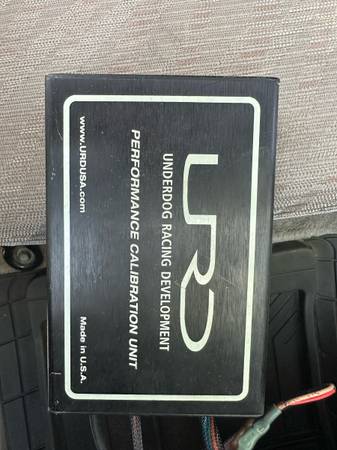 URD
UNDERDOG RACING DEVELOPMENT
PERFORMANCE CALIBRATION UNIT
www.URDUSA.com
Made in U.S.A.